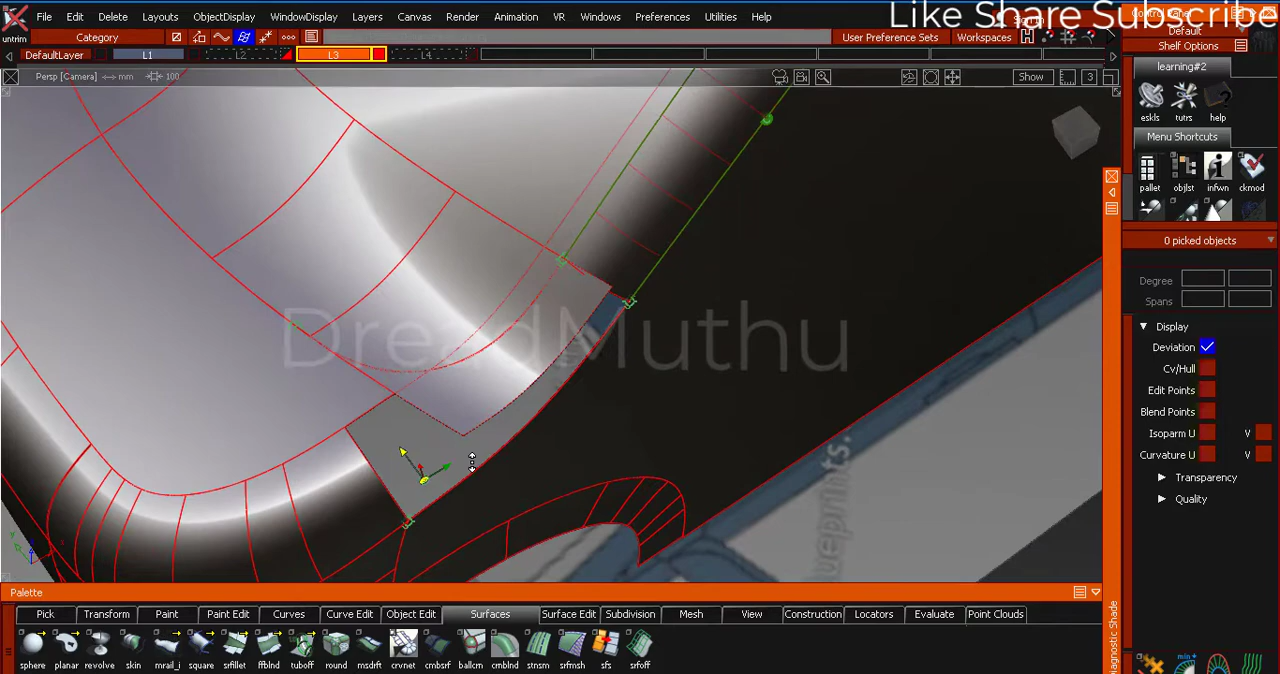 Like Share Subscribe
File Edit Delete Layouts ObjectDisplay WindowDisplay Layers Canvas Render Animation VR Windows Preferences Utilities Help
untrim
Category
User Preference Sets
Workspaces
Default
Shelf Options
DefaultLayer L1 L2 L3 L4
Persp [Camera] mm 100
Show
3
learning#2
eskls tutrs help
Menu Shortcuts
pallet objlst infwn ckmod
0 picked objects
Degree
Spans
Display
Deviation
Cv/Hull
Edit Points
Blend Points
Isoparm U V
Curvature U V
Transparency
Quality
DreadMuthu
Diagnostic Shade
Palette
Pick Transform Paint Paint Edit Curves Curve Edit Object Edit Surfaces Surface Edit Subdivision Mesh View Construction Locators Evaluate Point Clouds
sphere planar revolve skin mrail_i square srfillet ffblnd tuboff round msdrft crvnet cmbsrf ballcrn cmblnd stnsrn srfmsh sfs srfoff